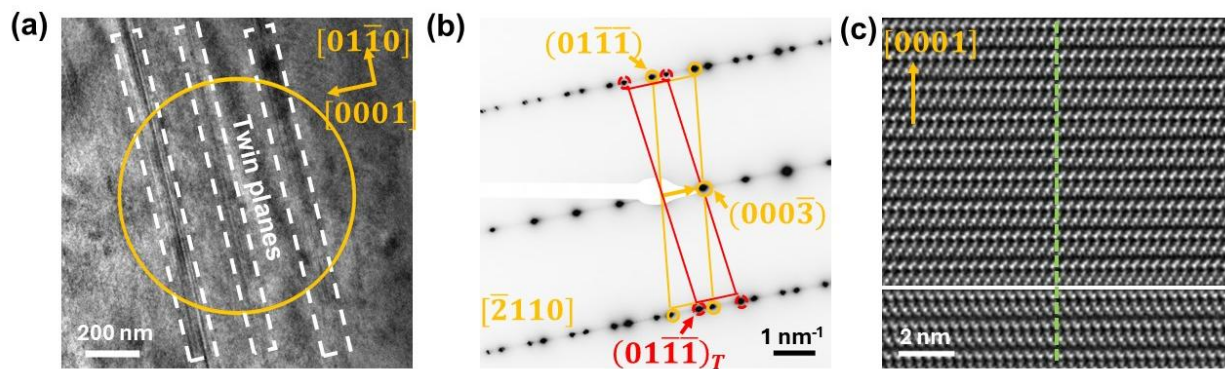 (a)
[011̅0]
[0001]
Twin planes
200 nm
(b)
(011̅1̅)
(0003̅)
[2̅110]
(011̅1̅)T
1 nm-1
(c)
[0001]
2 nm